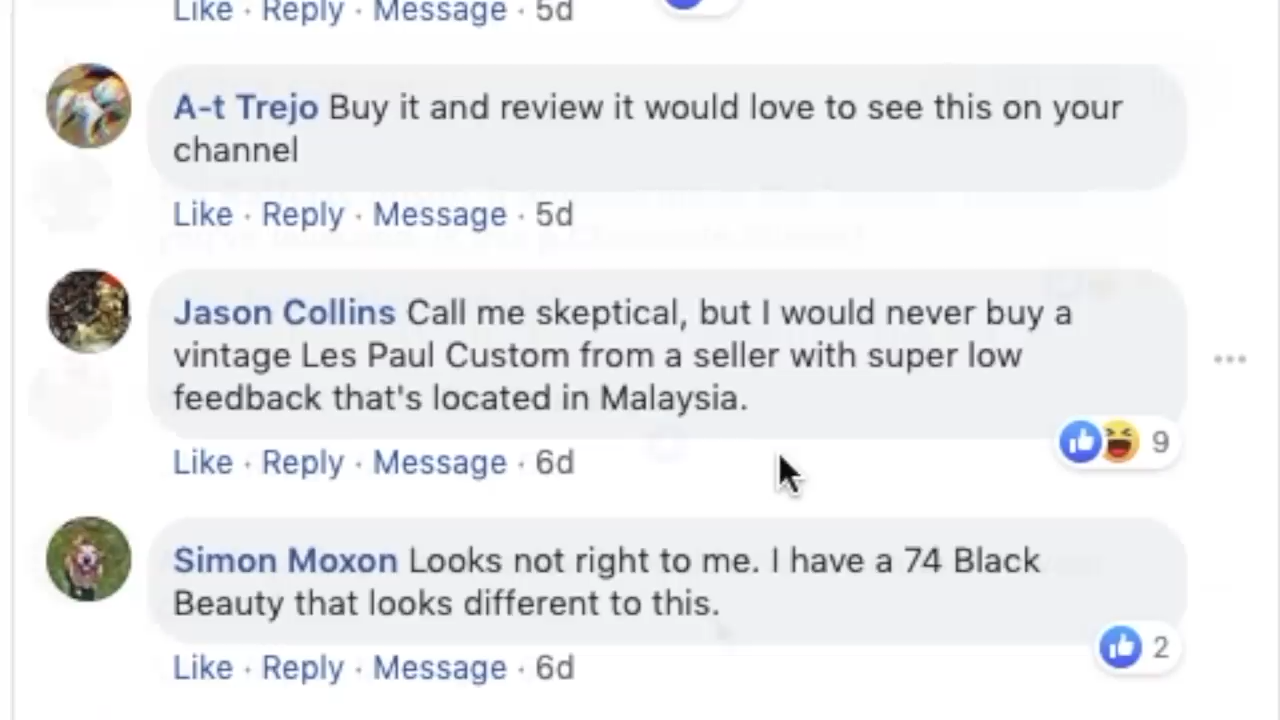 Like · Reply · Message · 5d
A-t Trejo Buy it and review it would love to see this on your
channel
Like · Reply · Message · 5d
Jason Collins Call me skeptical, but I would never buy a
vintage Les Paul Custom from a seller with super low
feedback that's located in Malaysia.
9
Like · Reply · Message · 6d
Simon Moxon Looks not right to me. I have a 74 Black
Beauty that looks different to this.
2
Like · Reply · Message · 6d